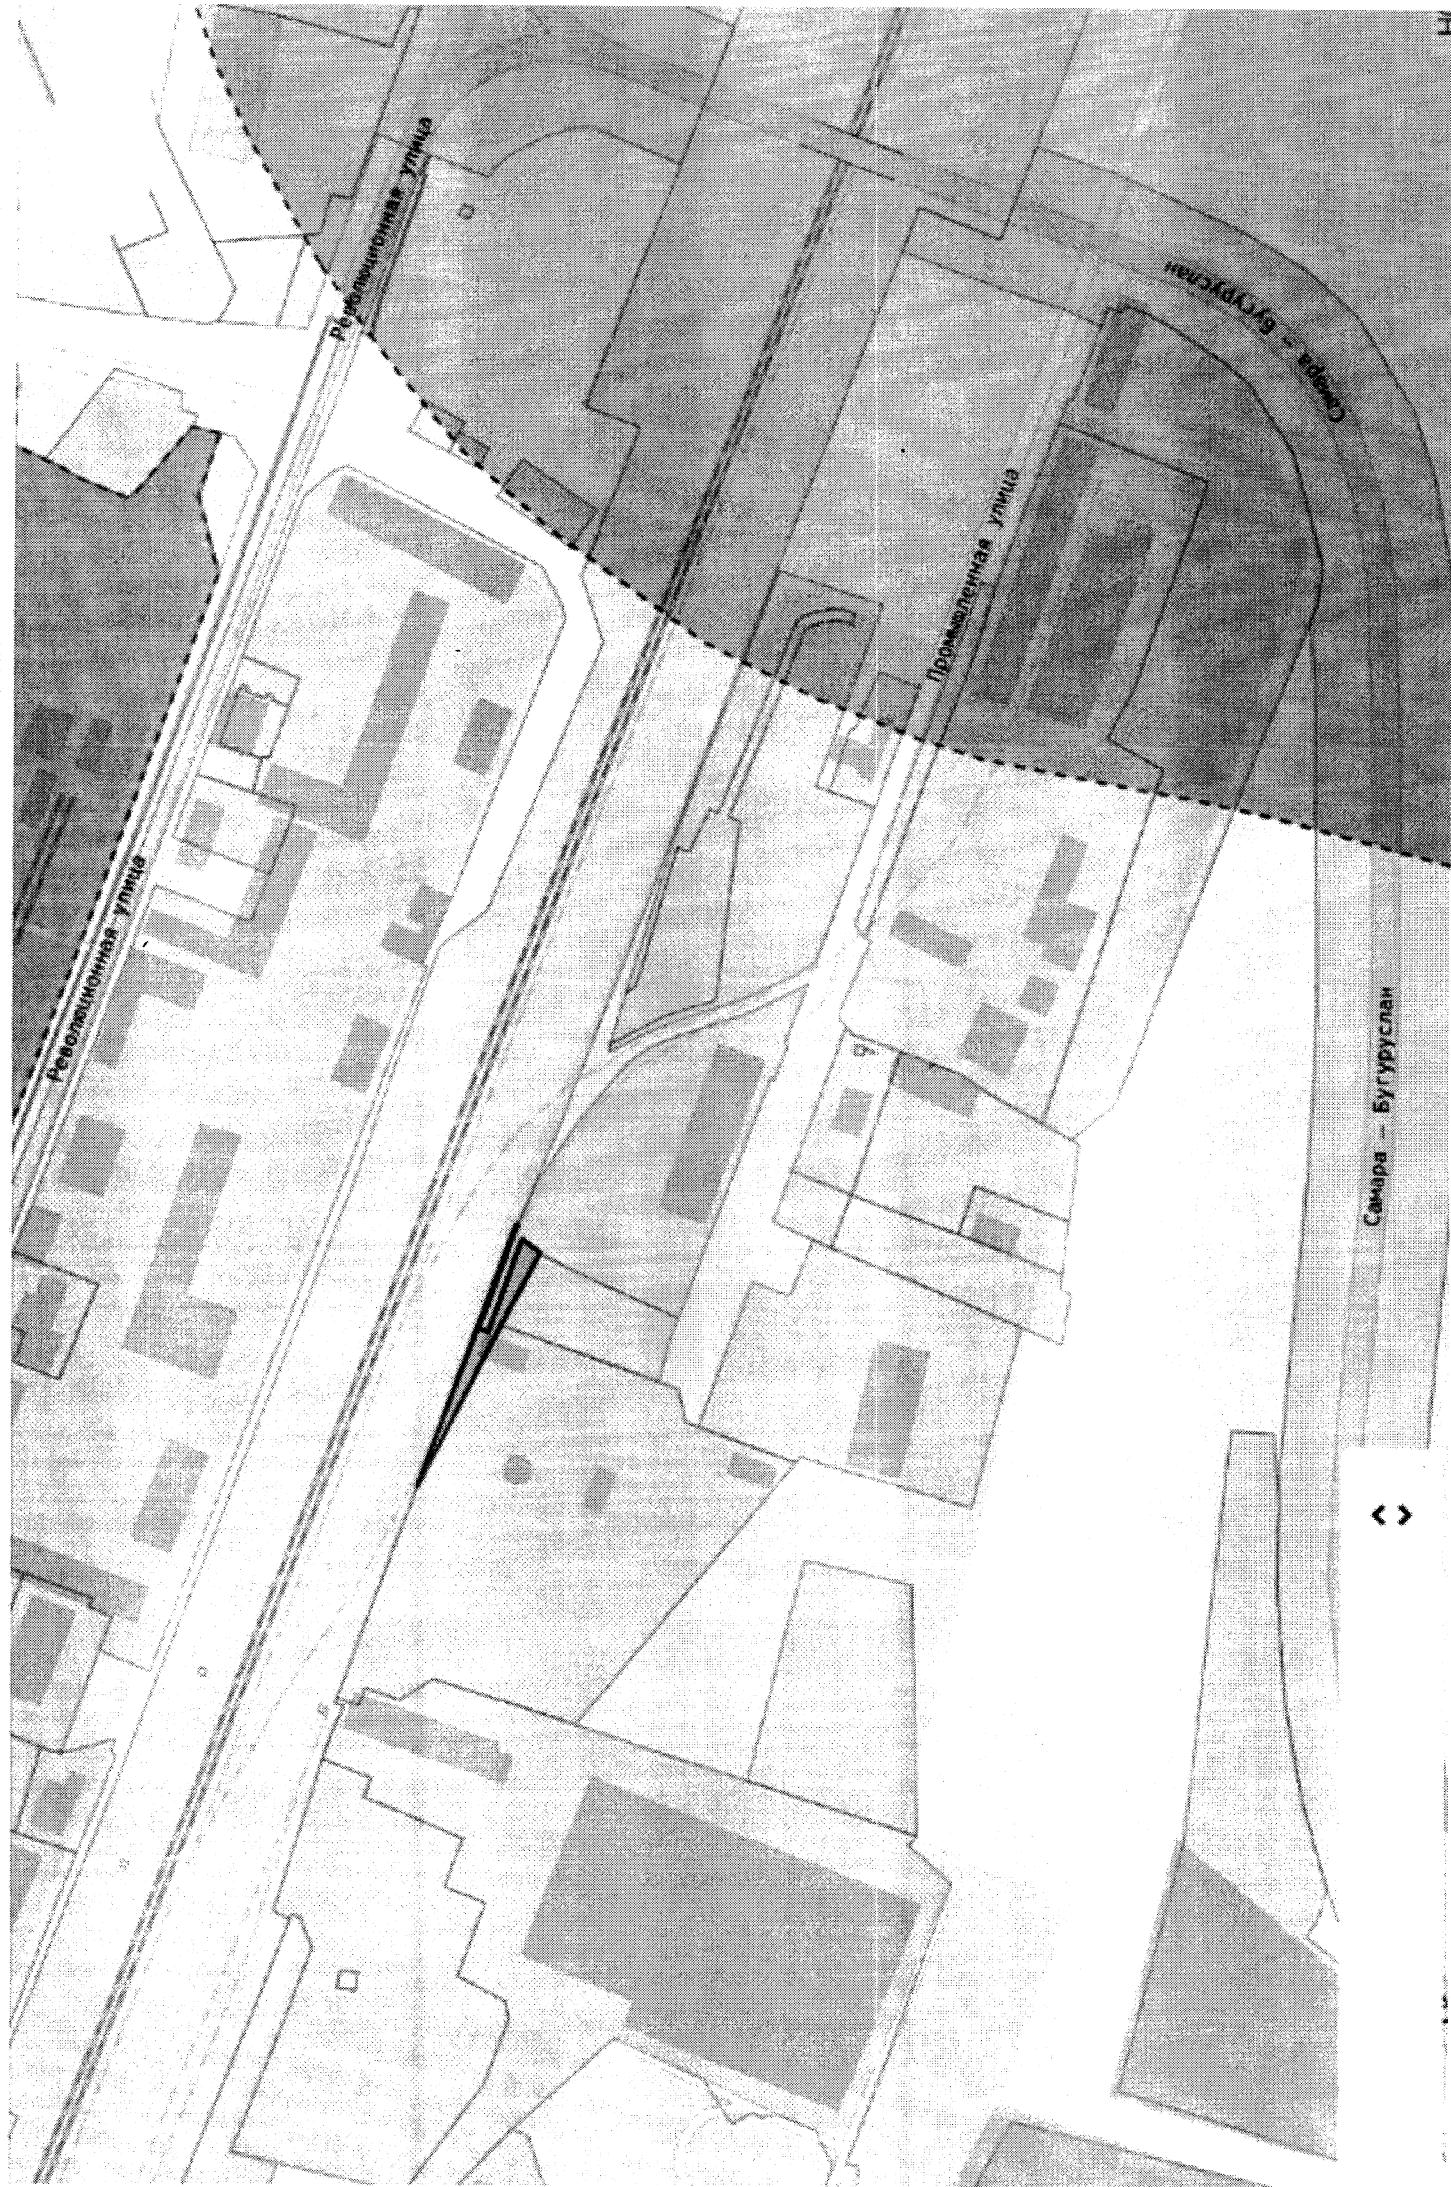 Революционная улица
Самара – Бугуруслан
Промышленная улица
Революционная улица
Самара – Бугуруслан